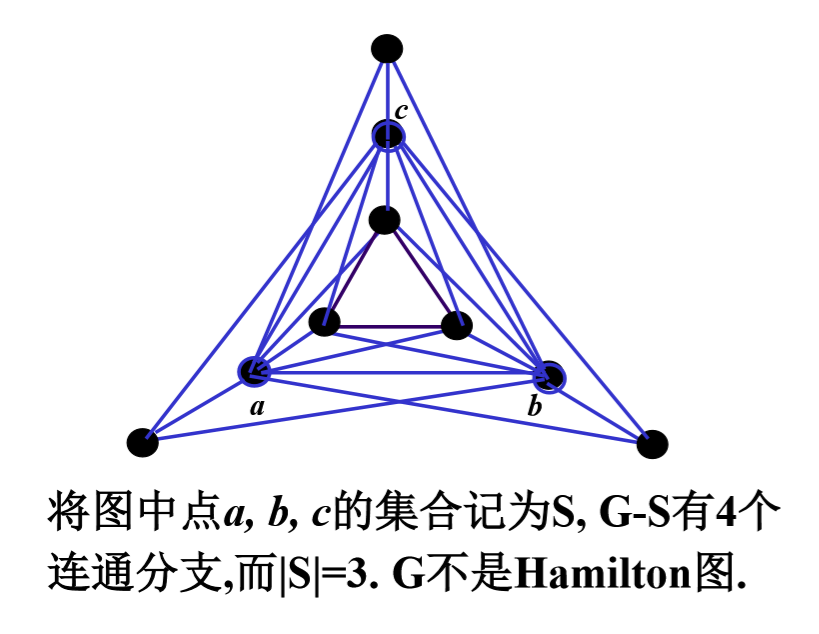 c
a
b
将图中点a, b, c的集合记为S, G-S有4个
连通分支,而|S|=3. G不是Hamilton图.